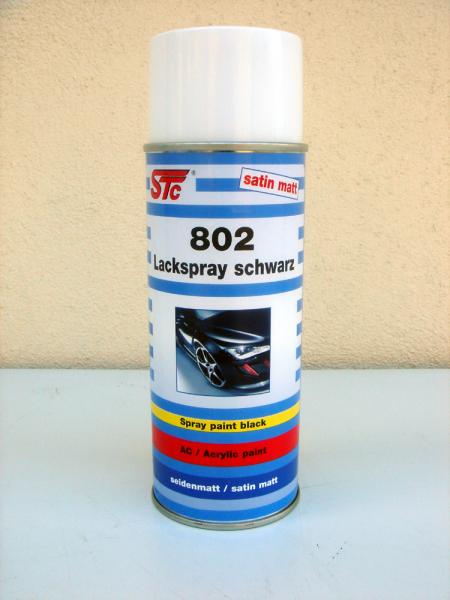 STC®
satin matt
802
Lackspray schwarz
Spray paint black
AC / Acrylic paint
seidenmatt / satin matt